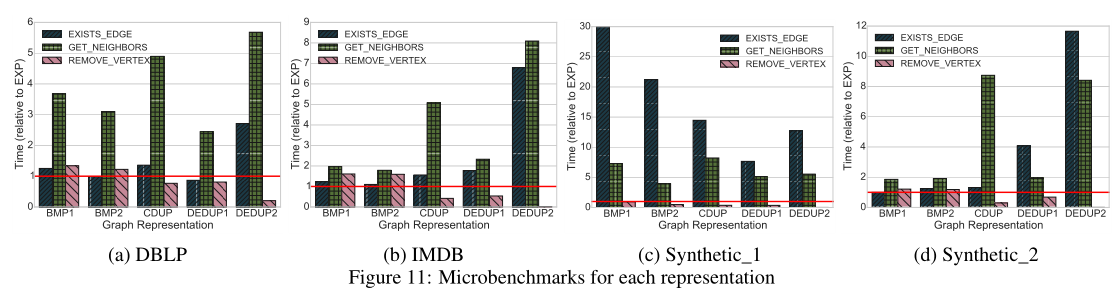 6
5
4
3
2
1
0
Time (relative to EXP)
EXISTS_EDGE
GET_NEIGHBORS
REMOVE_VERTEX
BMP1 BMP2 CDUP DEDUP1 DEDUP2
Graph Representation
(a) DBLP
9
8
7
6
5
4
3
2
1
0
Time (relative to EXP)
EXISTS_EDGE
GET_NEIGHBORS
REMOVE_VERTEX
BMP1 BMP2 CDUP DEDUP1 DEDUP2
Graph Representation
(b) IMDB
30
25
20
15
10
5
0
Time (relative to EXP)
EXISTS_EDGE
GET_NEIGHBORS
REMOVE_VERTEX
BMP1 BMP2 CDUP DEDUP1 DEDUP2
Graph Representation
(c) Synthetic_1
12
10
8
6
4
2
0
Time (relative to EXP)
EXISTS_EDGE
GET_NEIGHBORS
REMOVE_VERTEX
BMP1 BMP2 CDUP DEDUP1 DEDUP2
Graph Representation
(d) Synthetic_2
Figure 11: Microbenchmarks for each representation